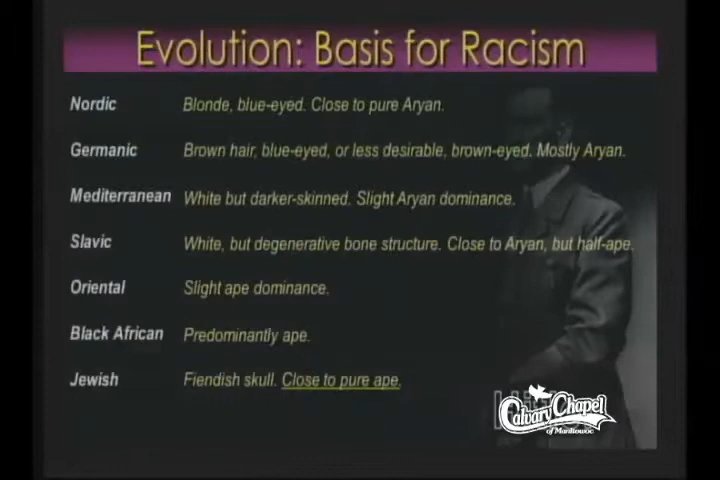 Evolution: Basis for Racism
Nordic Blonde, blue-eyed. Close to pure Aryan.
Germanic Brown hair, blue-eyed, or less desirable, brown-eyed. Mostly Aryan.
Mediterranean White but darker-skinned. Slight Aryan dominance.
Slavic White, but degenerative bone structure. Close to Aryan, but half-ape.
Oriental Slight ape dominance.
Black African Predominantly ape.
Jewish Fiendish skull. Close to pure ape.
Calvary Chapel
of Manitowoc